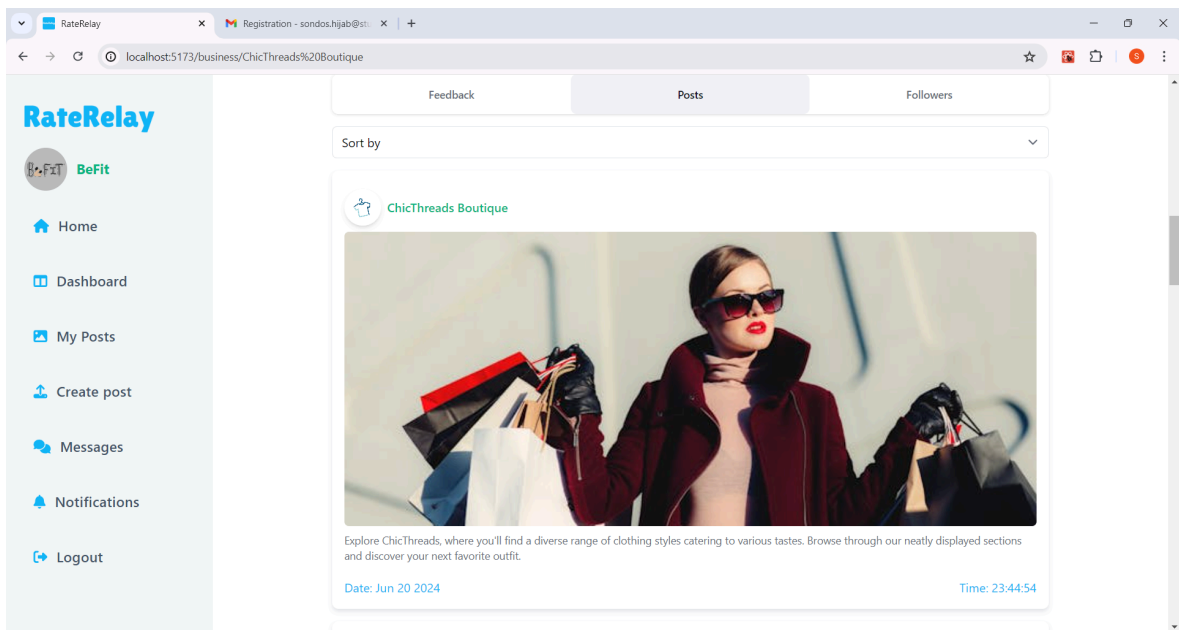 RateRelay
Registration - sondos.hijab@st
localhost:5173/business/ChicThreads%20Boutique
S
RateRelay
BeFIT
BeFit
Home
Dashboard
My Posts
Create post
Messages
Notifications
Logout
Feedback
Posts
Followers
Sort by
ChicThreads Boutique
Explore ChicThreads, where you'll find a diverse range of clothing styles catering to various tastes. Browse through our neatly displayed sections
and discover your next favorite outfit.
Date: Jun 20 2024
Time: 23:44:54